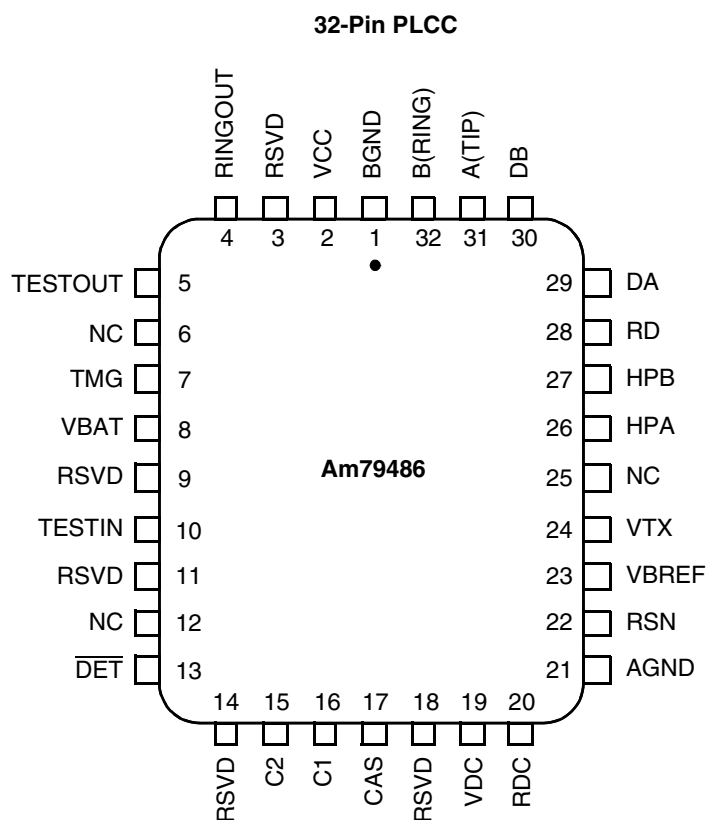 32-Pin PLCC
RINGOUT
RSVD
VCC
BGND
B(RING)
A(TIP)
DB
4 3 2 1 32 31 30
TESTOUT 5
NC 6
TMG 7
VBAT 8
RSVD 9
TESTIN 10
RSVD 11
NC 12
DET 13
Am79486
29 DA
28 RD
27 HPB
26 HPA
25 NC
24 VTX
23 VBREF
22 RSN
21 AGND
14 15 16 17 18 19 20
RSVD
C2
C1
CAS
RSVD
VDC
RDC